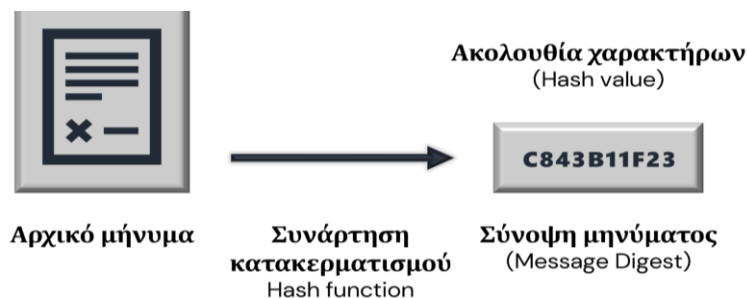 Ακολουθία χαρακτήρων
(Hash value)
C843B11F23
Αρχικό μήνυμα
Συνάρτηση
κατακερματισμού
Hash function
Σύνοψη μηνύματος
(Message Digest)